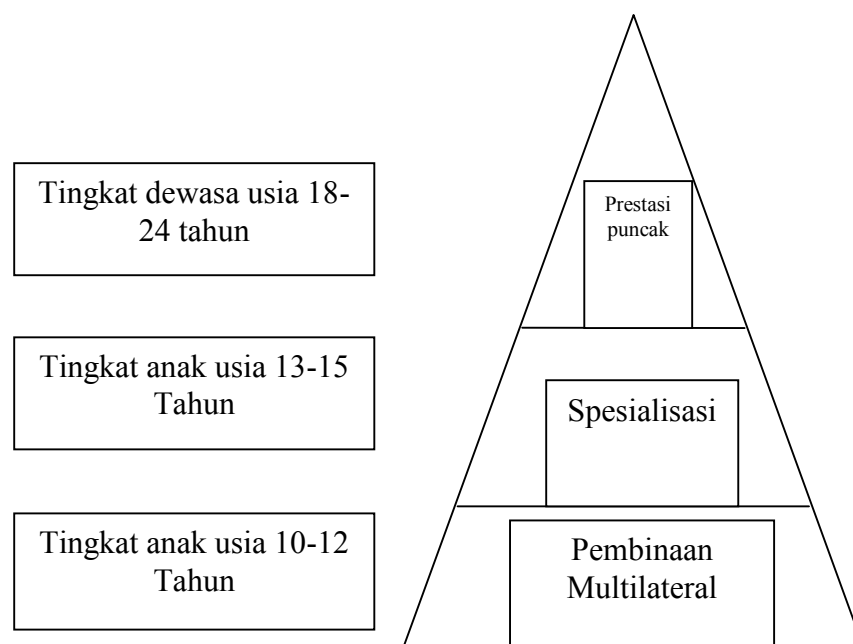 Tingkat dewasa usia 18-
24 tahun
Prestasi
puncak
Tingkat anak usia 13-15
Tahun
Spesialisasi
Tingkat anak usia 10-12
Tahun
Pembinaan
Multilateral